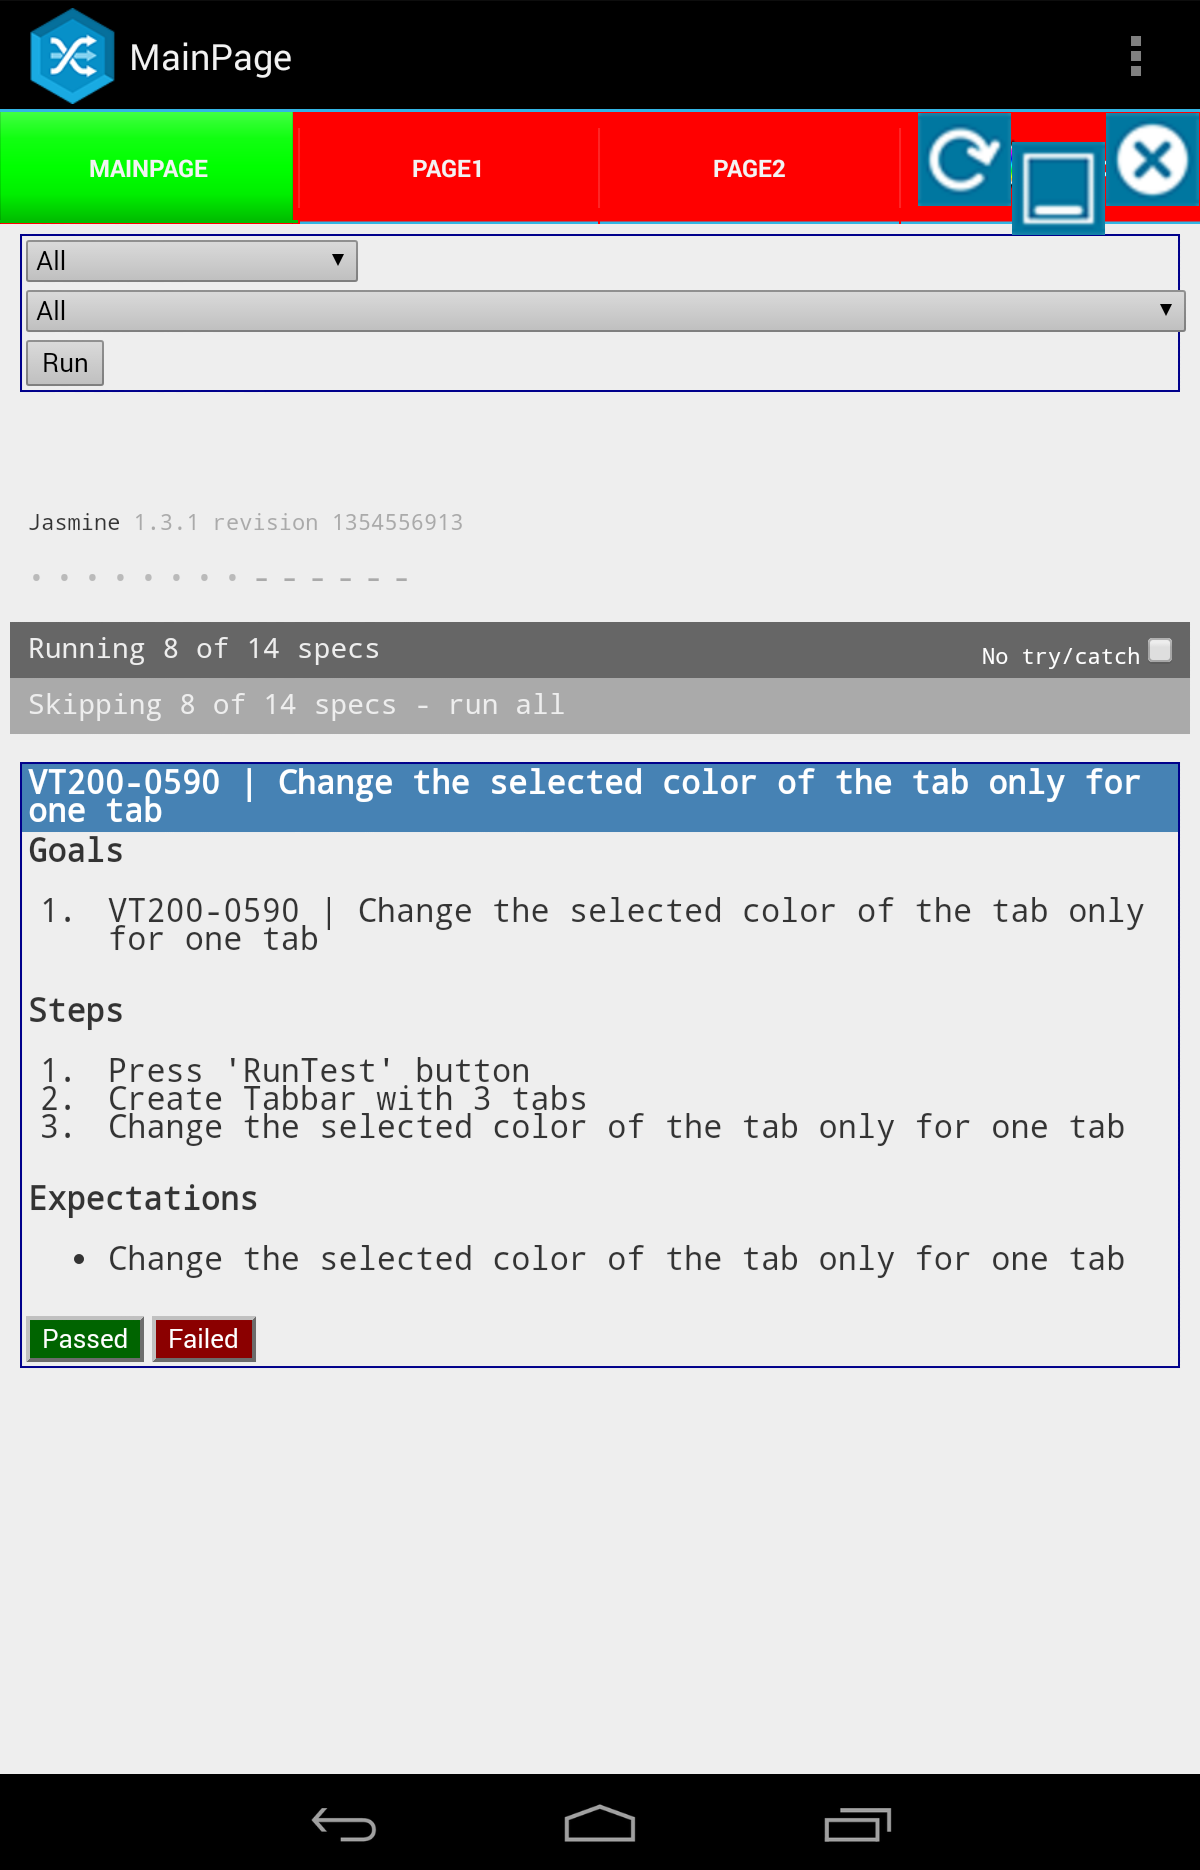 MainPage
MAINPAGE
PAGE1
PAGE2
All
All
Run
Jasmine 1.3.1 revision 1354556913
Running 8 of 14 specs
No try/catch
Skipping 8 of 14 specs - run all
VT200-0590 | Change the selected color of the tab only for
one tab
Goals
1. VT200-0590 | Change the selected color of the tab only
for one tab
Steps
1. Press 'RunTest' button
2. Create Tabbar with 3 tabs
3. Change the selected color of the tab only for one tab
Expectations
• Change the selected color of the tab only for one tab
Passed
Failed